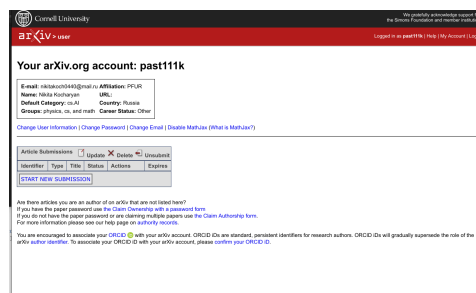 Cornell University
We gratefully acknowledge support f
the Simons Foundation and member institutio
arXiv > user
Logged in as past111k | Help | My Account | Log
Your arXiv.org account: past111k
E-mail: nikitakoch0440@mail.ru Affiliation: PFUR
Name: Nikita Kocharyan URL:
Default Category: cs.AI Country: Russia
Groups: physics, cs, and math Career Status: Other
Change User Information | Change Password | Change Email | Disable MathJax (What is MathJax?)
Article Submissions Update Delete Unsubmit
Identifier Type Title Status Actions Expires
START NEW SUBMISSION
Are there articles you are an author of on arXiv that are not listed here?
If you have the paper password use the Claim Ownership with a password form
If you do not have the paper password or are claiming multiple papers use the Claim Authorship form.
For more information please see our help page on authority records.
You are encouraged to associate your ORCID iD with your arXiv account. ORCID iDs are standard, persistent identifiers for research authors. ORCID iDs will gradually supersede the role of the
arXiv author identifier. To associate your ORCID iD with your arXiv account, please confirm your ORCID iD.